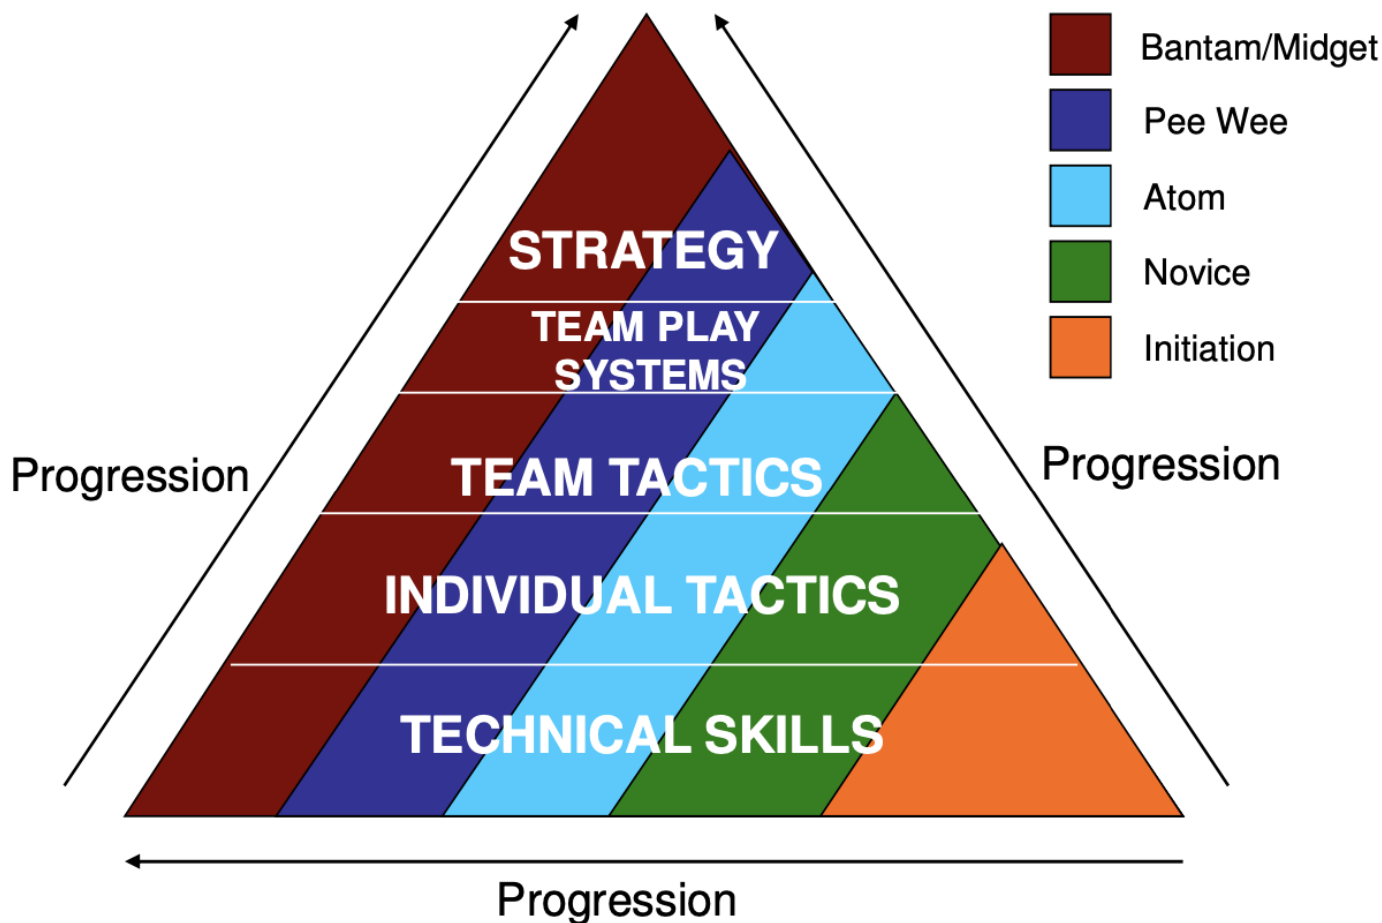 Bantam/Midget
Pee Wee
Atom
Novice
Initiation
STRATEGY
TEAM PLAY
SYSTEMS
TEAM TACTICS
INDIVIDUAL TACTICS
TECHNICAL SKILLS
Progression
Progression
Progression